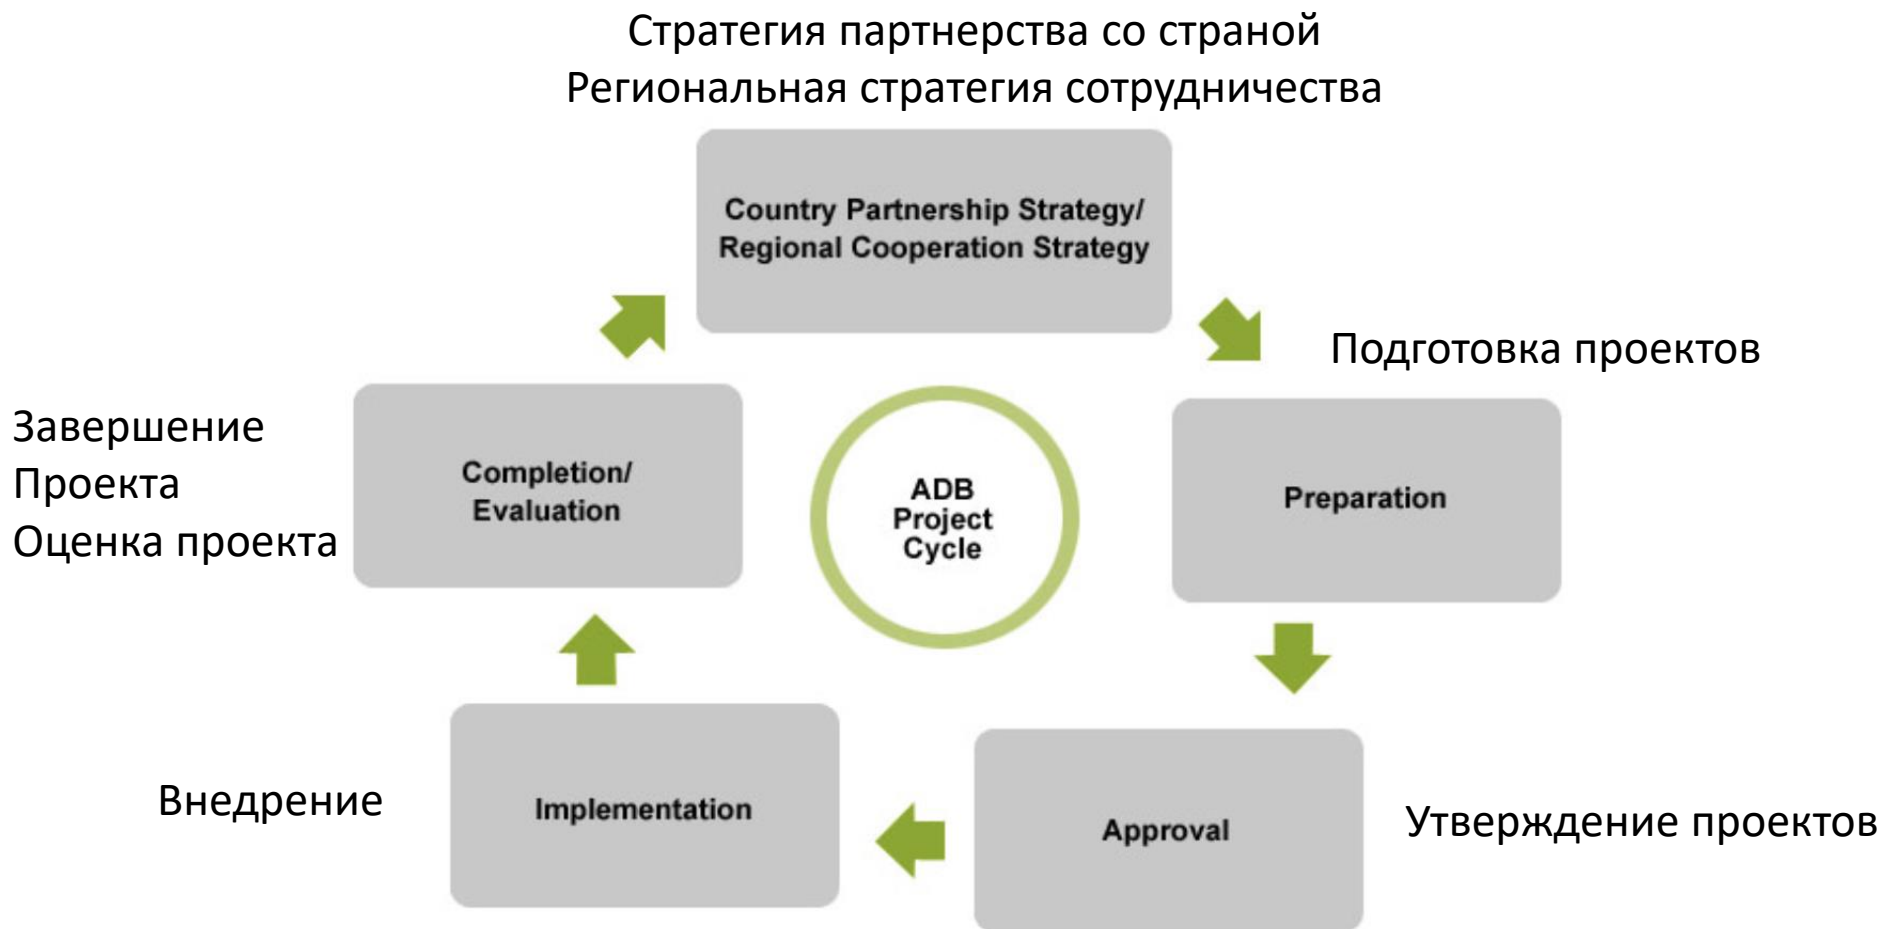 Стратегия партнерства со страной
Региональная стратегия сотрудничества
Country Partnership Strategy/
Regional Cooperation Strategy
Подготовка проектов
Preparation
Завершение
Проекта
Оценка проекта
Completion/
Evaluation
ADB
Project
Cycle
Внедрение
Implementation
Approval
Утверждение проектов